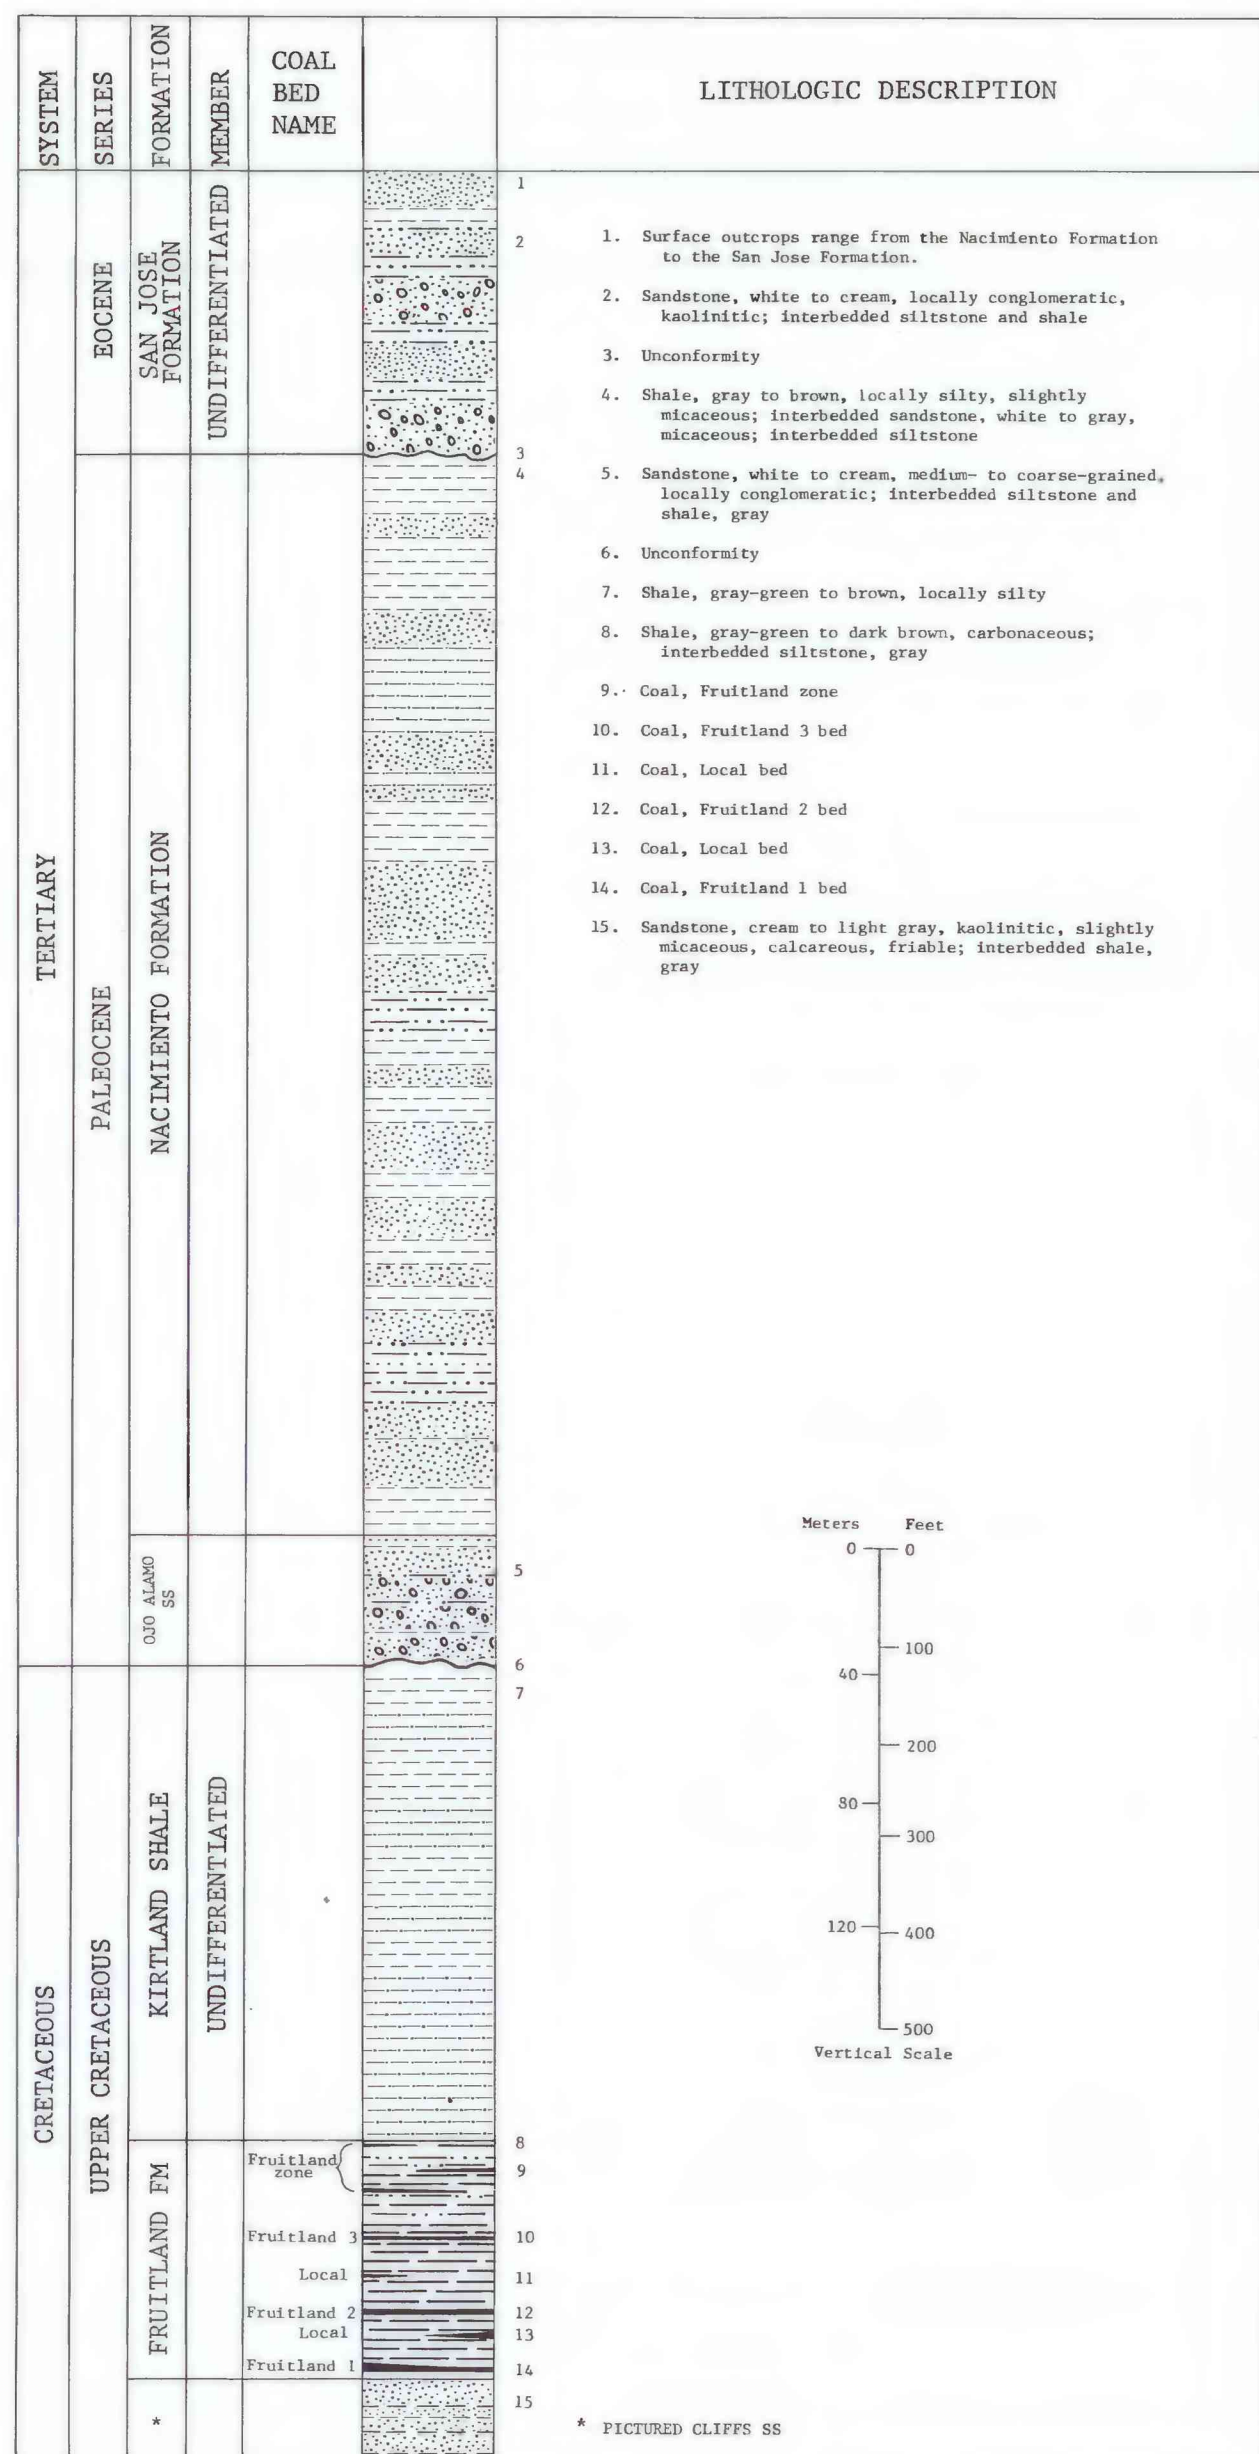 SYSTEM
SERIES
FORMATION
MEMBER
COAL
BED
NAME
LITHOLOGIC DESCRIPTION
TERTIARY
EOCENE
SAN JOSE
FORMATION
UNDIFFERENTIATED
1
2
3
4
1. Surface outcrops range from the Nacimiento Formation
to the San Jose Formation.
2. Sandstone, white to cream, locally conglomeratic,
kaolinitic; interbedded siltstone and shale
3. Unconformity
4. Shale, gray to brown, locally silty, slightly
micaceous; interbedded sandstone, white to gray,
micaceous; interbedded siltstone
5. Sandstone, white to cream, medium- to coarse-grained,
locally conglomeratic; interbedded siltstone and
shale, gray
6. Unconformity
7. Shale, gray-green to brown, locally silty
8. Shale, gray-green to dark brown, carbonaceous;
interbedded siltstone, gray
9. Coal, Fruitland zone
10. Coal, Fruitland 3 bed
11. Coal, Local bed
12. Coal, Fruitland 2 bed
13. Coal, Local bed
14. Coal, Fruitland 1 bed
15. Sandstone, cream to light gray, kaolinitic, slightly
micaceous, calcareous, friable; interbedded shale,
gray
PALEOCENE
NACIMIENTO FORMATION
OJO ALAMO
SS
5
6
7
Meters Feet
0 0
100
40
200
80
300
120
400
500
Vertical Scale
CRETACEOUS
UPPER CRETACEOUS
KIRTLAND SHALE
UNDIFFERENTIATED
FRUITLAND FM
8
Fruitland
zone
9
Fruitland 3 10
Local 11
Fruitland 2 12
Local 13
Fruitland 1 14
15
*
* PICTURED CLIFFS SS